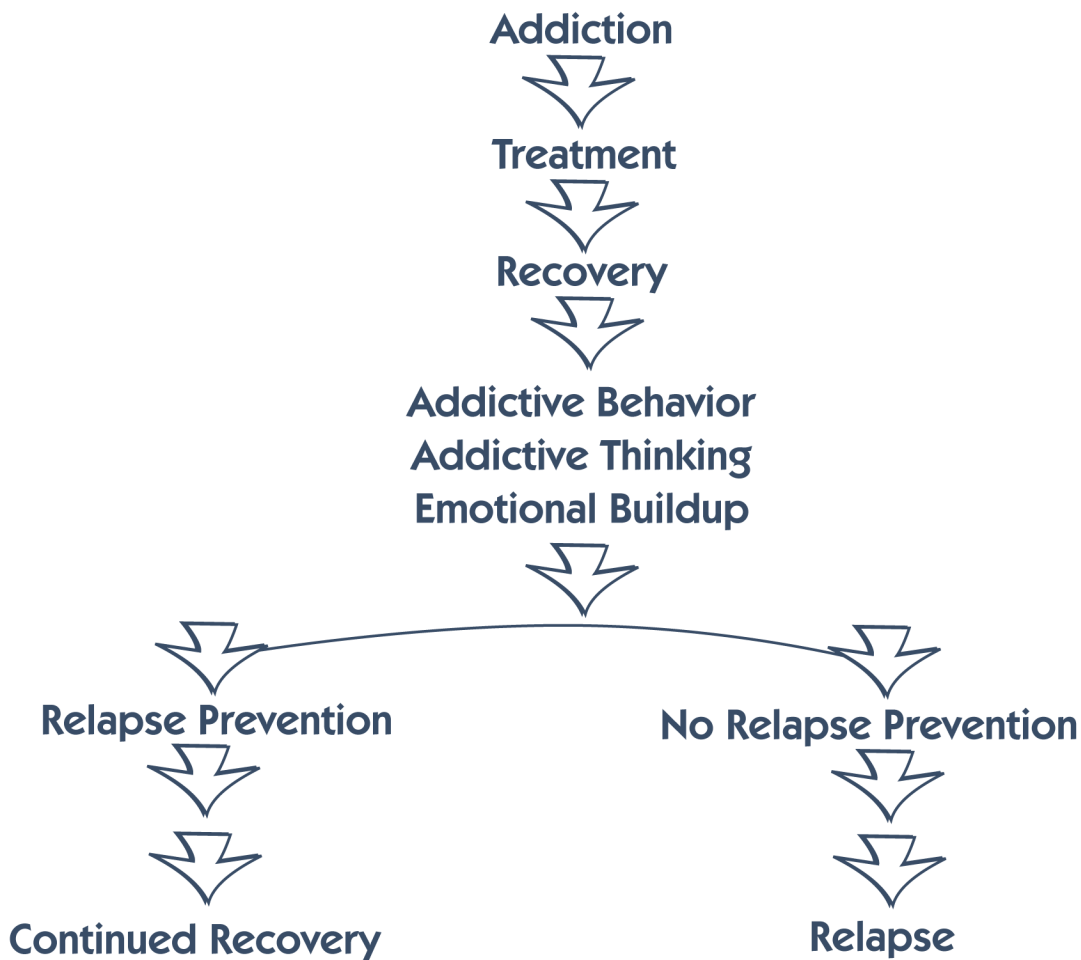 Addiction
Treatment
Recovery
Addictive Behavior
Addictive Thinking
Emotional Buildup
Relapse Prevention
No Relapse Prevention
Continued Recovery
Relapse